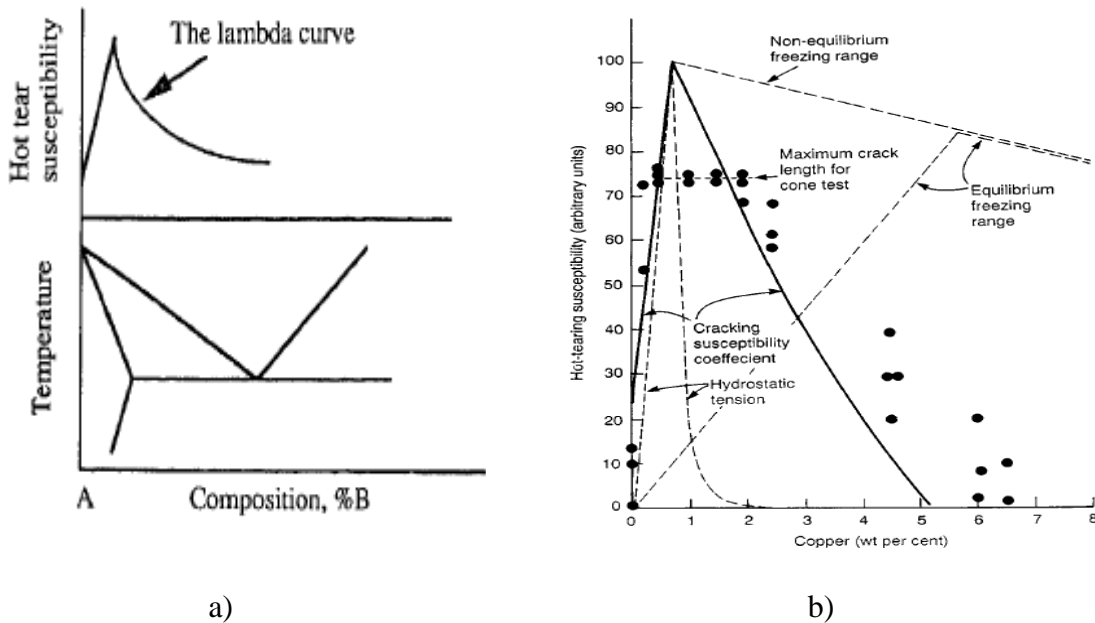 The lambda curve
Hot tear
susceptibility
Temperature
A
Composition, %B
a)
Non-equilibrium
freezing range
100
90
80
70
60
50
40
30
20
10
0
Hot-tearing susceptibility (arbitrary units)
Maximum crack
length for
cone test
Equilibrium
freezing
range
Cracking
susceptibility
coeffecient
Hydrostatic
tension
0 1 2 3 4 5 6 7 8
Copper (wt per cent)
b)